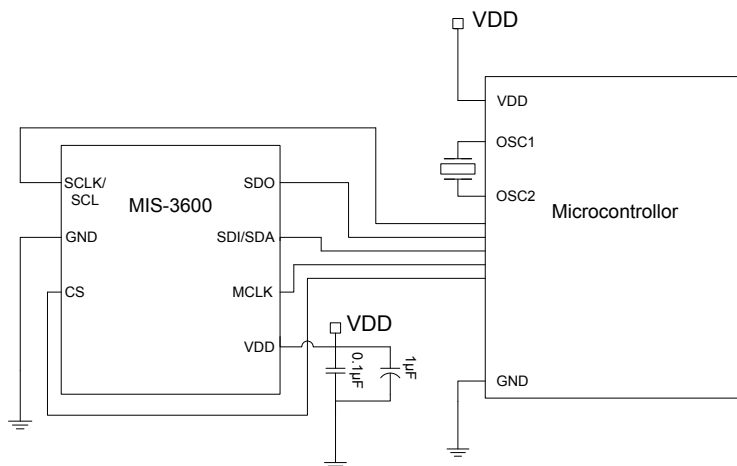 VDD
VDD
OSC1
OSC2
Microcontrollor
GND
SCLK/
SCL
GND
CS
MIS-3600
SDO
SDI/SDA
MCLK
VDD
VDD
0.1µF
1µF